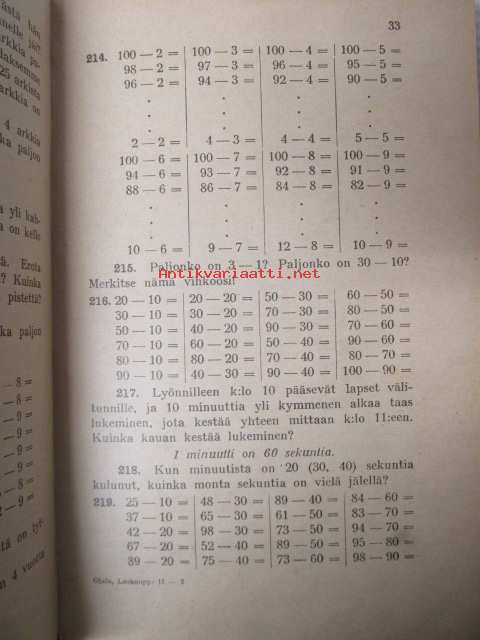 33
214. 100 — 2 = 100 — 3 = 100 — 4 = 100 — 5 =
98 — 2 = 97 — 3 = 96 — 4 = 95 — 5 =
96 — 2 = 94 — 3 = 92 — 4 = 90 — 5 =
. . . .
. . . .
. . . .
2 — 2 = 4 — 3 = 4 — 4 = 5 — 5 =
100 — 6 = 100 — 7 = 100 — 8 = 100 — 9 =
94 — 6 = 93 — 7 = 92 — 8 = 91 — 9 =
88 — 6 = 86 — 7 = 84 — 8 = 82 — 9 =
. . . .
. . . .
. . . .
10 — 6 = 9 — 7 = 12 — 8 = 10 — 9 =
215. Paljonko on 3 — 1? Paljonko on 30 — 10?
Antikvariaatti.net
Merkitse nämä vihkoosi!
216. 20 — 10 = 20 — 20 = 50 — 30 = 60 — 50 =
30 — 10 = 30 — 20 = 70 — 30 = 80 — 50 =
50 — 10 = 40 — 20 = 90 — 30 = 70 — 60 =
70 — 10 = 60 — 20 = 50 — 40 = 90 — 60 =
80 — 10 = 80 — 20 = 70 — 40 = 80 — 70 =
90 — 10 = 40 — 30 = 90 — 40 = 100 — 90 =
217. Lyönnilleen k:lo 10 pääsevät lapset väli-
tunnille, ja 10 minuuttia yli kymmenen alkaa taas
lukeminen, jota kestää yhteen mittaan k:lo 11:een.
Kuinka kauan kestää lukeminen?
1 minuutti on 60 sekuntia.
218. Kun minuutista on 20 (30, 40) sekuntia
kulunut, kuinka monta sekuntia on vielä jälellä?
219. 25 — 10 = 48 — 30 = 89 — 40 = 84 — 60 =
37 — 10 = 65 — 30 = 61 — 50 = 83 — 70 =
42 — 20 = 98 — 30 = 73 — 50 = 94 — 70 =
67 — 20 = 52 — 40 = 89 — 50 = 95 — 80 =
39 — 20 = 75 — 40 = 73 — 60 = 98 — 90 =